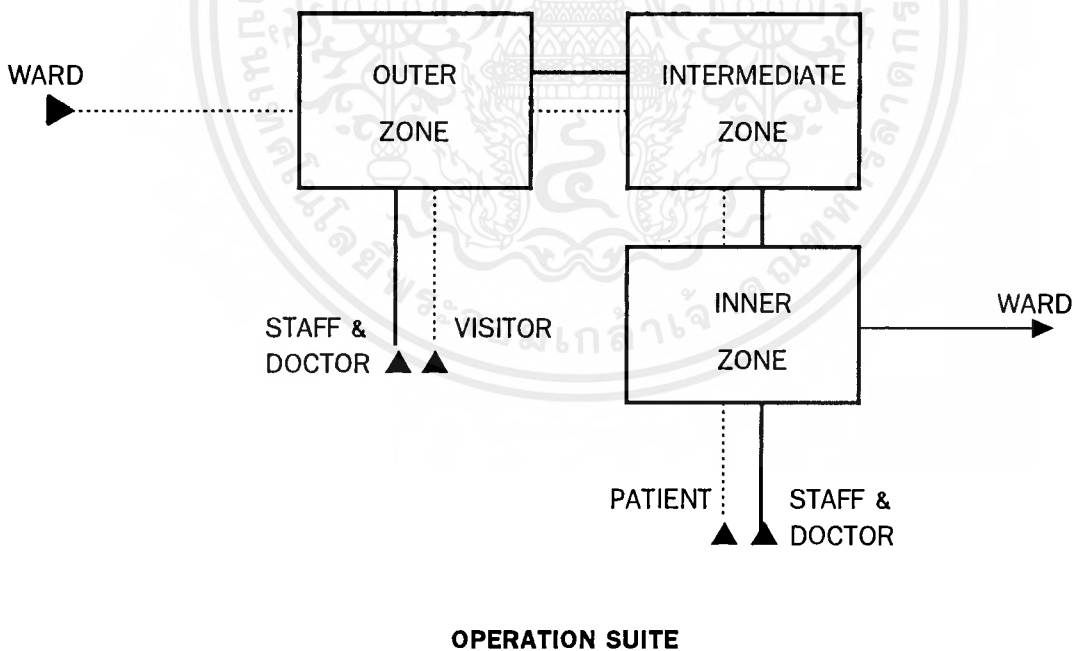 WARD
OUTER
ZONE
INTERMEDIATE
ZONE
STAFF &
DOCTOR
VISITOR
INNER
ZONE
WARD
PATIENT
STAFF &
DOCTOR
OPERATION SUITE